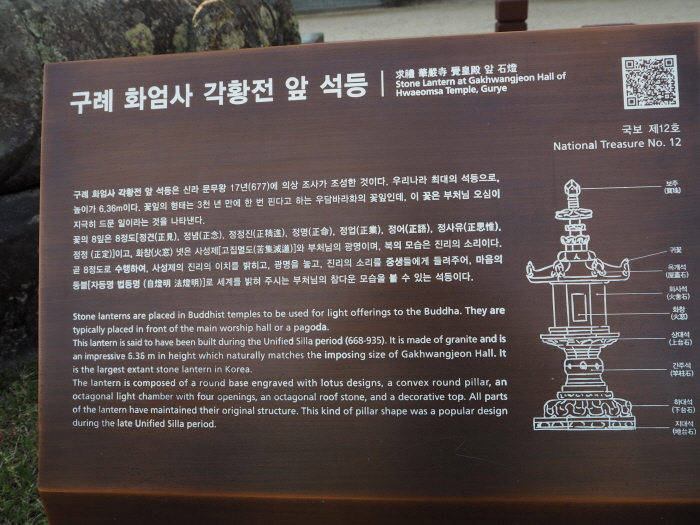 구례 화엄사 각황전 앞 석등
求禮 華嚴寺 覺皇殿 앞 石燈
Stone Lantern at Gakhwangjeon Hall of
Hwaeomsa Temple, Gurye
국보 제12호
National Treasure No. 12
구례 화엄사 각황전 앞 석등은 신라 문무왕 17년(677)에 의상 조사가 조성한 것이다. 우리나라 최대의 석등으로,
높이가 6.36m이다. 꽃잎의 형태는 3천 년 만에 한 번 핀다고 하는 우담바라화의 꽃잎인데, 이 꽃은 부처님 오심이
지극히 드문 일이라는 것을 나타낸다.
꽃의 8잎은 8정도[정견(正見), 정념(正念), 정정진(正精進), 정명(正命), 정업(正業), 정어(正語), 정사유(正思惟),
정정 (正定)]이고, 화창(火窓) 넷은 사성제[고집멸도(苦集滅道)]와 부처님의 광명이며, 북의 모습은 진리의 소리이다.
곧 8정도로 수행하여, 사성제의 진리의 이치를 밝히고, 광명을 놓고, 진리의 소리를 중생들에게 들려주어, 마음의
등불[자등명 법등명 (自燈明 法燈明)]로 세계를 밝혀 주시는 부처님의 참다운 모습을 볼 수 있는 석등이다.
Stone lanterns are placed in Buddhist temples to be used for light offerings to the Buddha. They are
typically placed in front of the main worship hall or a pagoda.
This lantern is said to have been built during the Unified Silla period (668-935). It is made of granite and is
an impressive 6.36 m in height which naturally matches the imposing size of Gakhwangjeon Hall. It
is the largest extant stone lantern in Korea.
The lantern is composed of a round base engraved with lotus designs, a convex round pillar, an
octagonal light chamber with four openings, an octagonal roof stone, and a decorative top. All parts
of the lantern have maintained their original structure. This kind of pillar shape was a popular design
during the late Unified Silla period.
보주
(寶珠)
귀꽃
옥개석
(屋蓋石)
화사석
(火舍石)
화창
(火窓)
상대석
(上台石)
간주석
(竿柱石)
하대석
(下台石)
지대석
(地台石)